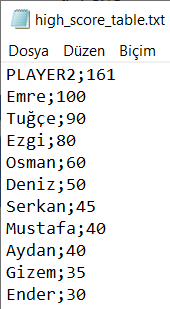 high_score_table.txt
Dosya Düzen Biçim
PLAYER2;161
Emre;100
Tuğçe;90
Ezgi;80
Osman;60
Deniz;50
Serkan;45
Mustafa;40
Aydan;40
Gizem;35
Ender;30